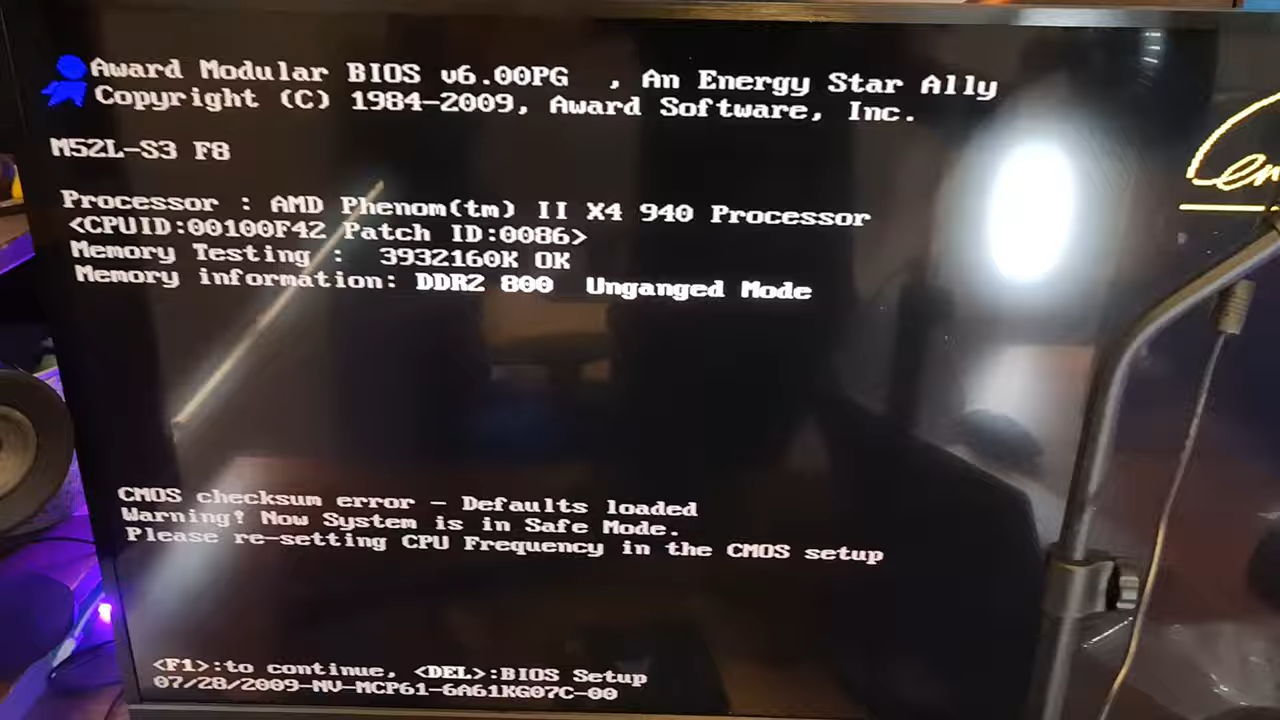 Award Modular BIOS v6.00PG , An Energy Star Ally
Copyright (C) 1984-2009, Award Software, Inc.
M52L-S3 F8
Processor : AMD Phenom(tm) II X4 940 Processor
<CPUID:00100F42 Patch ID:0086>
Memory Testing : 3932160K OK
Memory information: DDR2 800 Unganged Mode
CMOS checksum error - Defaults loaded
Warning! Now System is in Safe Mode.
Please re-setting CPU Frequency in the CMOS setup
<F1>:to continue, <DEL>:BIOS Setup
07/28/2009-NV-MCP61-6A61KG07C-00